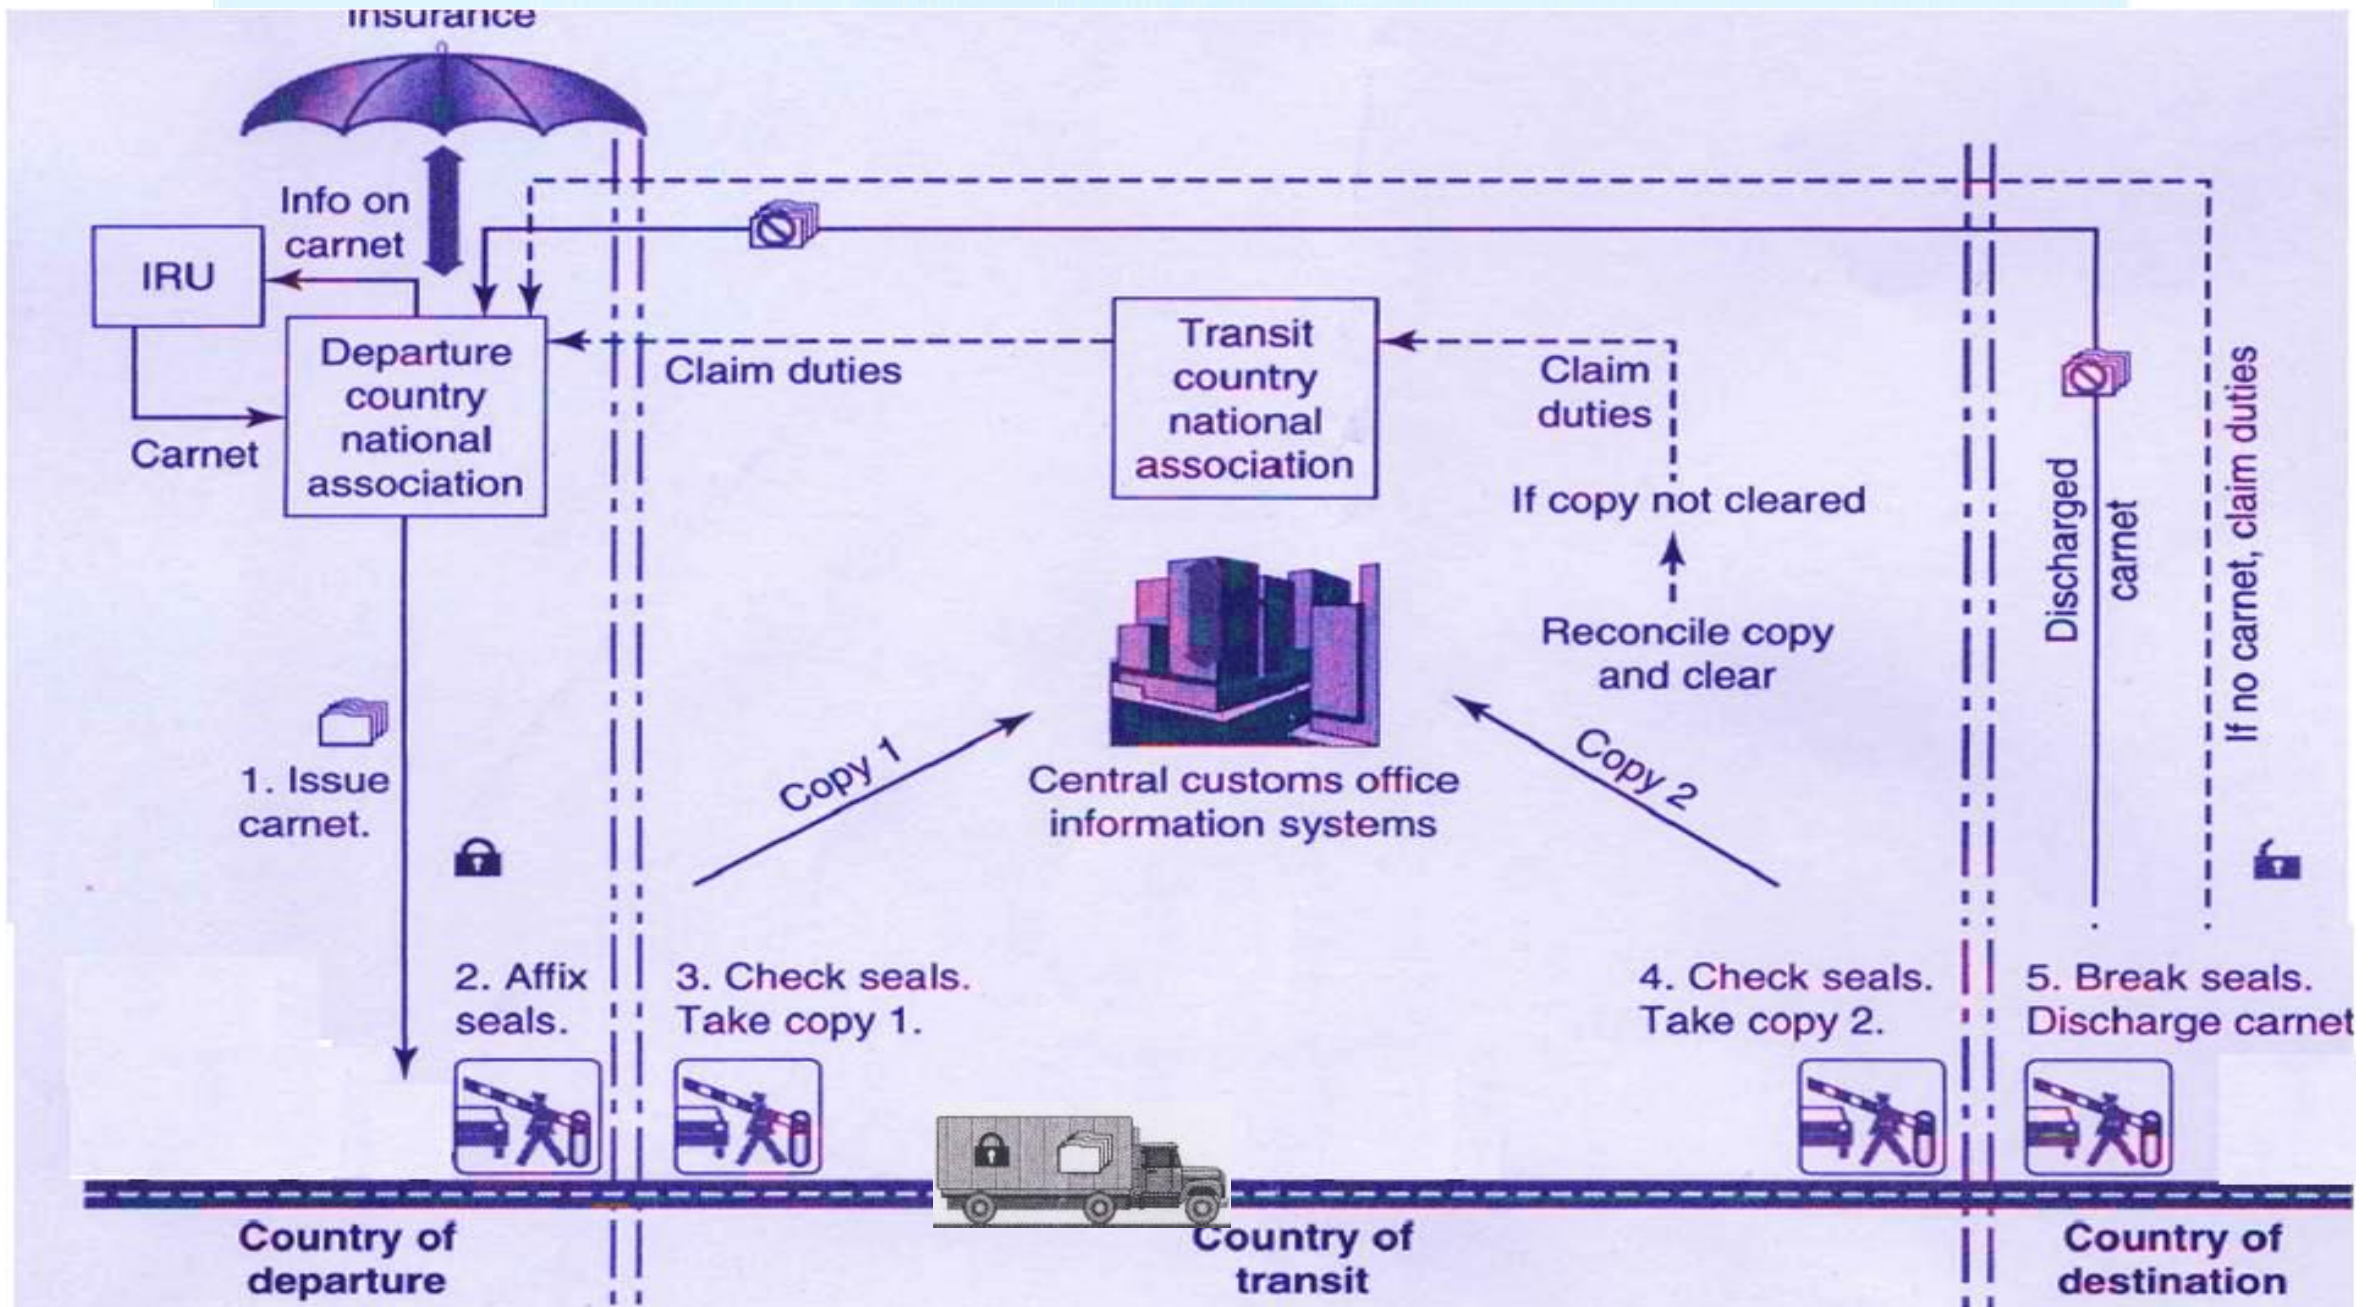 Insurance
Info on
carnet
IRU
Departure
country
national
association
Carnet
Claim duties
Transit
country
national
association
Claim
duties
If copy not cleared
Reconcile copy
and clear
Discharged
carnet
If no carnet, claim duties
1. Issue
carnet.
Copy 1
Central customs office
information systems
Copy 2
2. Affix
seals.
3. Check seals.
Take copy 1.
4. Check seals.
Take copy 2.
5. Break seals.
Discharge carnet
Country of
departure
Country of
transit
Country of
destination